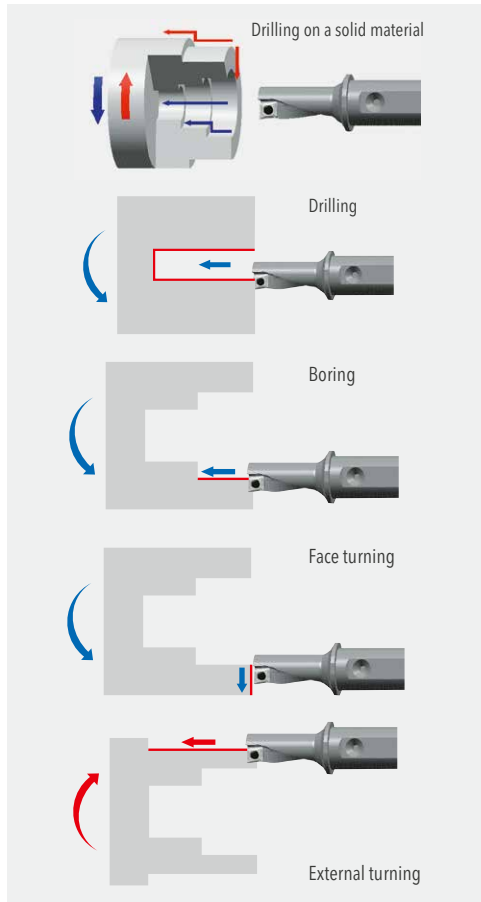 Drilling on a solid material
Drilling
Boring
Face turning
External turning